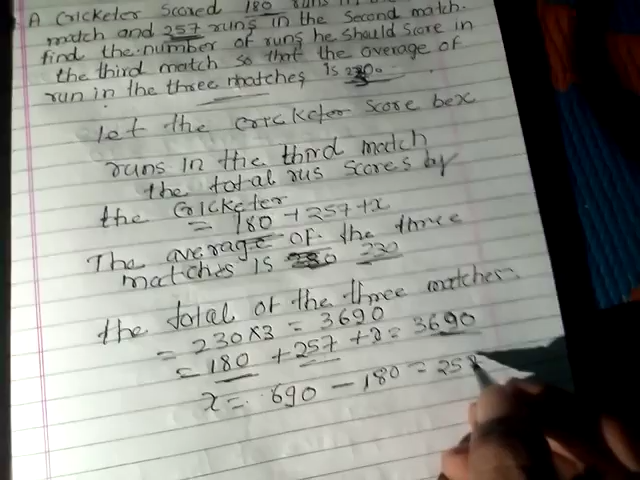 A Cricketer Scored 180 runs in
match and 257 runs in the Second match.
find the number of runs he should Score in
the third match so that the average of
run in the three matches is 230.
let the cricketer score be x
runs in the third match
the total rus scores by
the Cricketer
= 180 + 257 + x
The average of the three
matches is 230
the total of the three matches.
= 230 x 3 = 3690
= 180 + 257 + x = 3690
x = 690 - 180 = 25